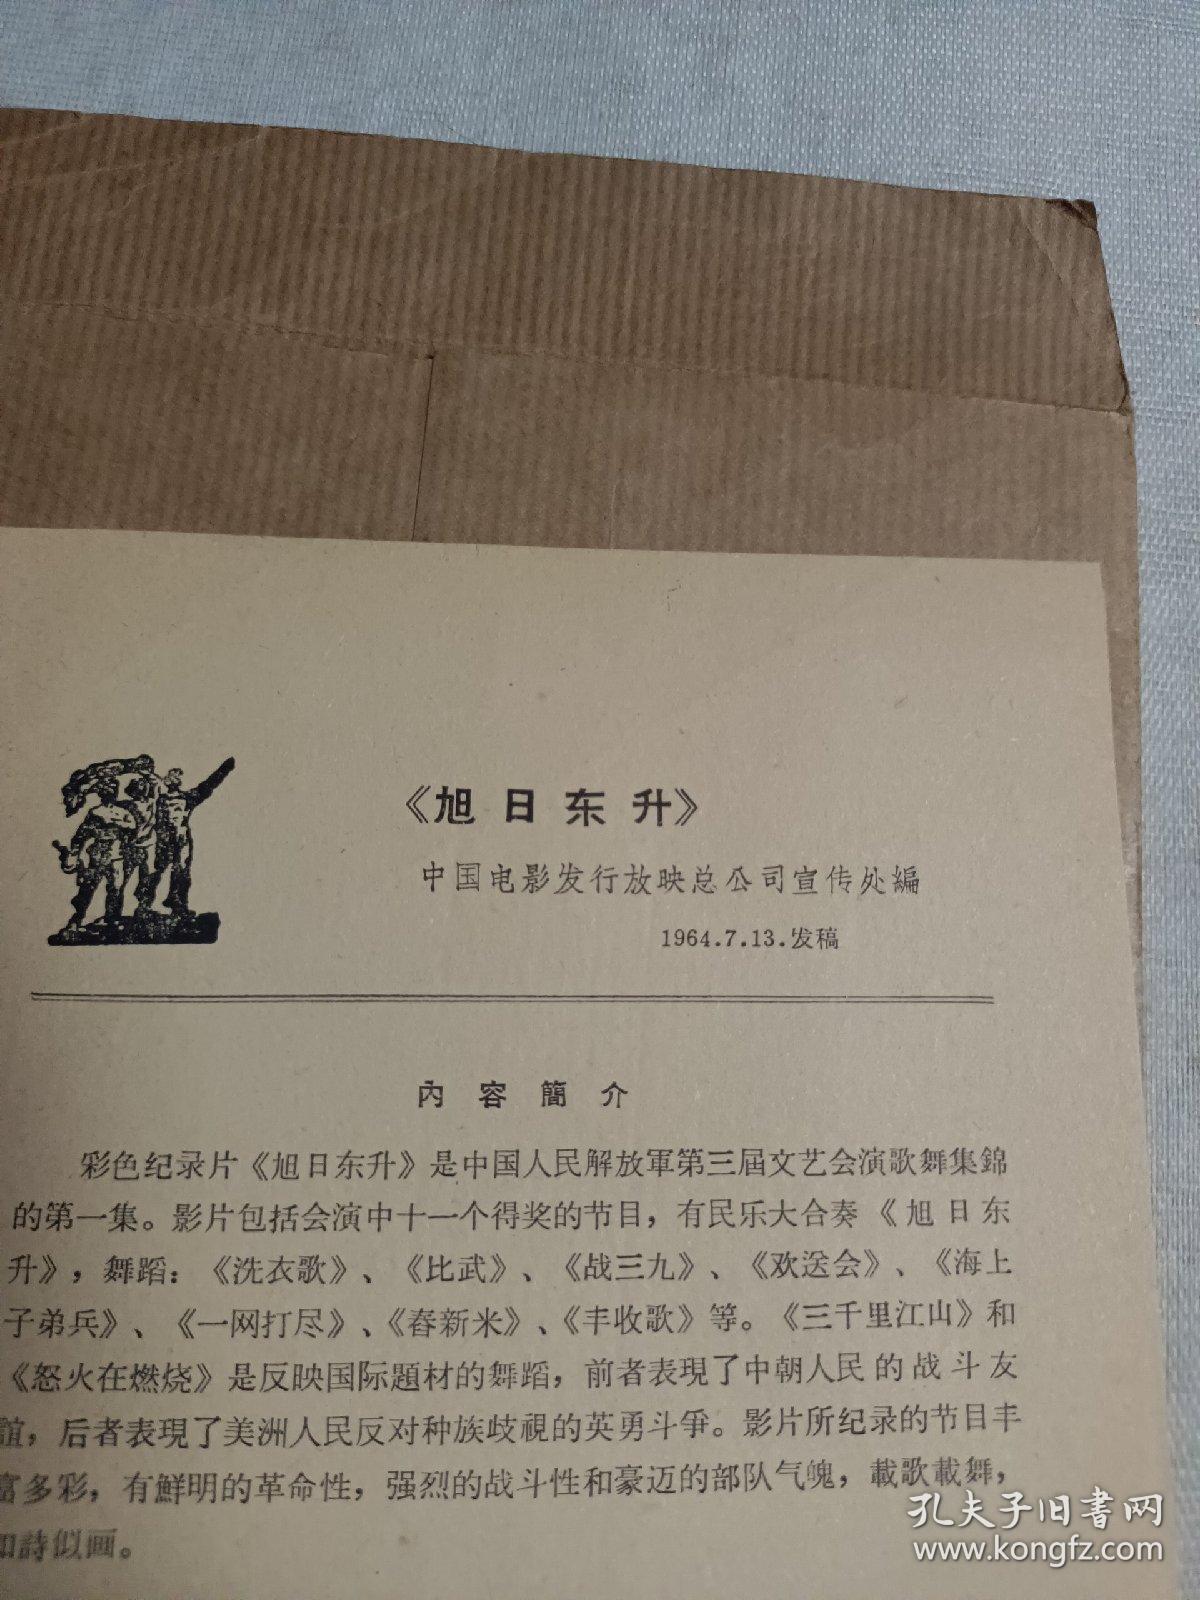 《旭日东升》
中国电影发行放映总公司宣传处編
1964.7.13.发稿
内容簡介
彩色纪录片《旭日东升》是中国人民解放軍第三届文艺会演歌舞集錦
的第一集。影片包括会演中十一个得奖的节目，有民乐大合奏《旭日东
升》，舞蹈：《洗衣歌》、《比武》、《战三九》、《欢送会》、《海上
子弟兵》、《一网打尽》、《舂新米》、《丰收歌》等。《三千里江山》和
《怒火在燃烧》是反映国际題材的舞蹈，前者表現了中朝人民的战斗友
誼，后者表現了美洲人民反对种族歧視的英勇斗爭。影片所纪录的节目丰
富多彩，有鮮明的革命性，强烈的战斗性和豪迈的部队气魄，載歌載舞，
如詩似画。
孔夫子旧书网
www.kongfz.com